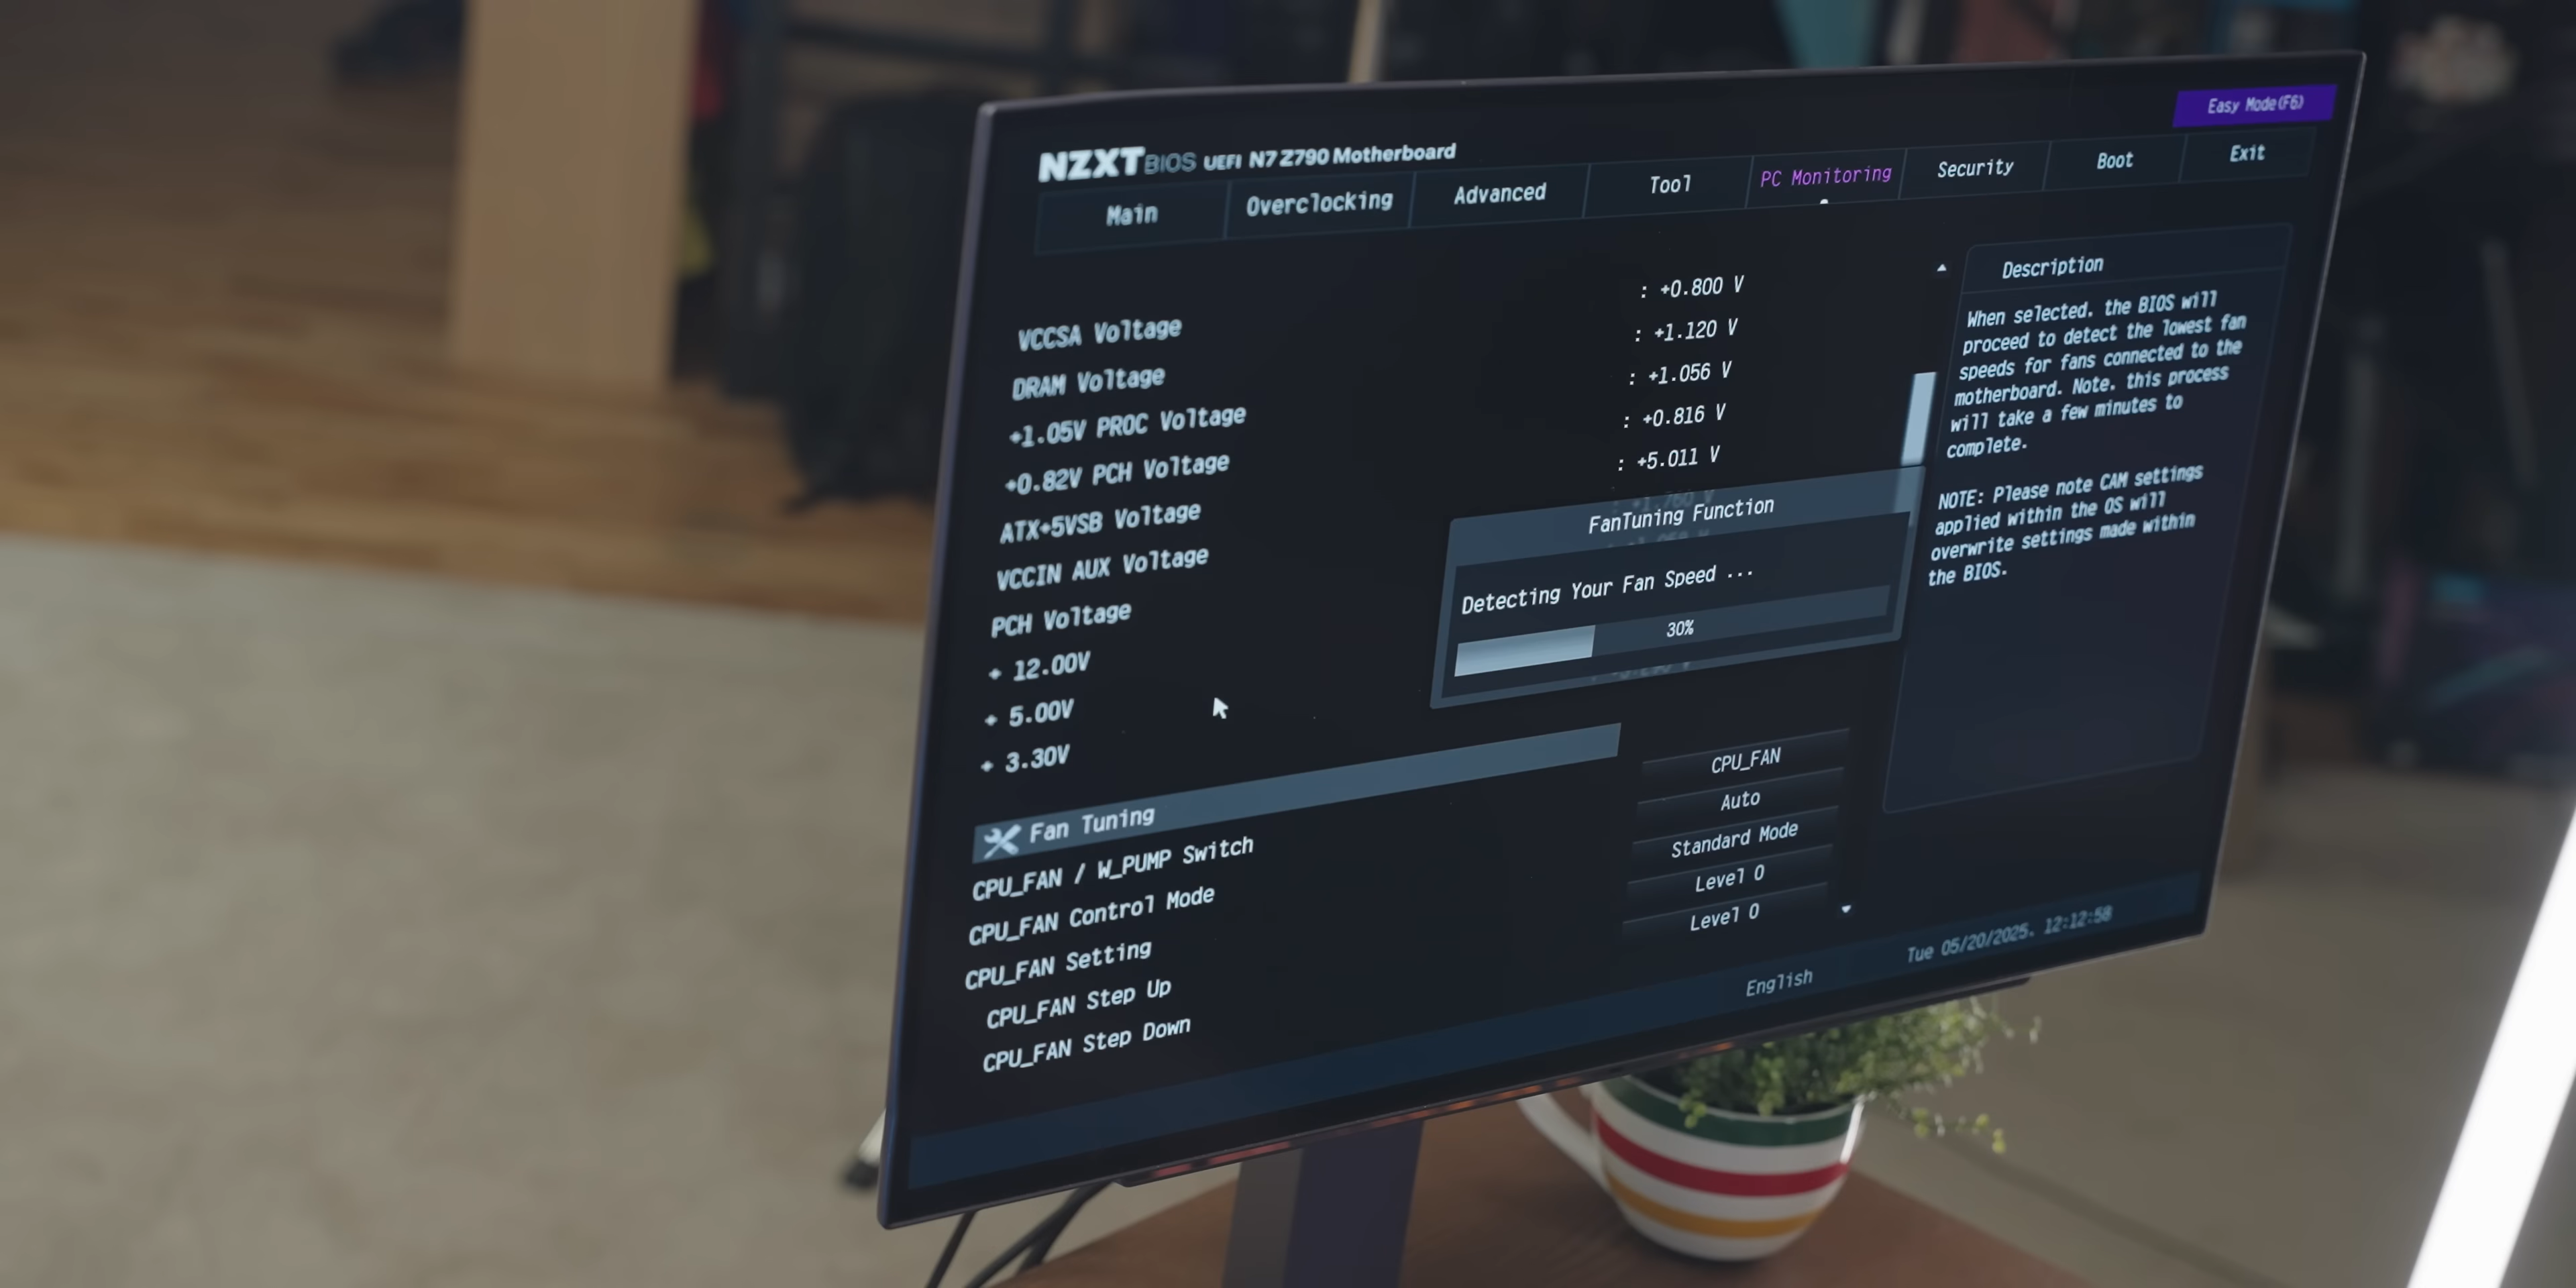 Easy Mode(F6)
NZXT BIOS UEFI N7 Z790 Motherboard
Main Overclocking Advanced Tool PC Monitoring Security Boot Exit
: +0.800 V
VCCSA Voltage : +1.120 V
DRAM Voltage : +1.056 V
+1.05V PROC Voltage : +0.816 V
+0.82V PCH Voltage : +5.011 V
ATX+5VSB Voltage
VCCIN AUX Voltage
PCH Voltage
+ 12.00V
+ 5.00V
+ 3.30V
FanTuning Function
Detecting Your Fan Speed ...
30%
Fan Tuning
CPU_FAN / W_PUMP Switch CPU_FAN
CPU_FAN Control Mode Auto
CPU_FAN Setting Standard Mode
CPU_FAN Step Up Level 0
CPU_FAN Step Down Level 0
Description
When selected. the BIOS will
proceed to detect the lowest fan
speeds for fans connected to the
motherboard. Note. this process
will take a few minutes to
complete.
NOTE: Please note CAM settings
applied within the OS will
overwrite settings made within
the BIOS.
English
Tue 05/20/2025. 12:12:58